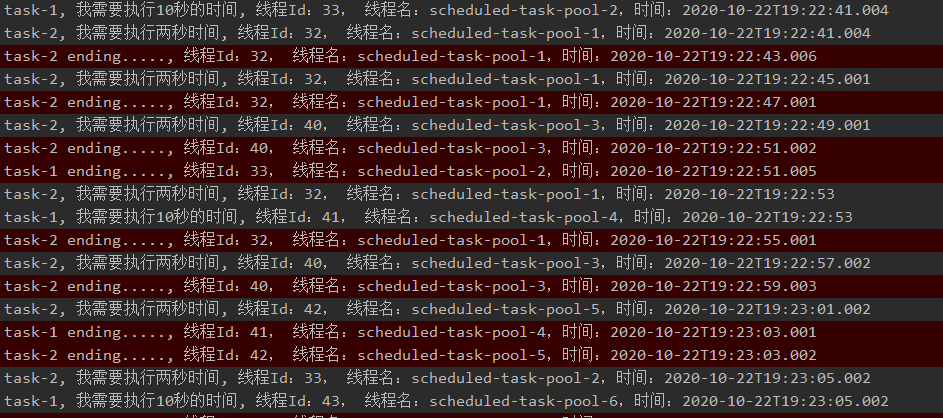 task-1, 我需要执行10秒的时间, 线程Id: 33, 线程名: scheduled-task-pool-2, 时间: 2020-10-22T19:22:41.004
task-2, 我需要执行两秒时间, 线程Id: 32, 线程名: scheduled-task-pool-1, 时间: 2020-10-22T19:22:41.004
task-2 ending....., 线程Id: 32, 线程名: scheduled-task-pool-1, 时间: 2020-10-22T19:22:43.006
task-2, 我需要执行两秒时间, 线程Id: 32, 线程名: scheduled-task-pool-1, 时间: 2020-10-22T19:22:45.001
task-2 ending....., 线程Id: 32, 线程名: scheduled-task-pool-1, 时间: 2020-10-22T19:22:47.001
task-2, 我需要执行两秒时间, 线程Id: 40, 线程名: scheduled-task-pool-3, 时间: 2020-10-22T19:22:49.001
task-2 ending....., 线程Id: 40, 线程名: scheduled-task-pool-3, 时间: 2020-10-22T19:22:51.002
task-1 ending....., 线程Id: 33, 线程名: scheduled-task-pool-2, 时间: 2020-10-22T19:22:51.005
task-2, 我需要执行两秒时间, 线程Id: 32, 线程名: scheduled-task-pool-1, 时间: 2020-10-22T19:22:53
task-1, 我需要执行10秒的时间, 线程Id: 41, 线程名: scheduled-task-pool-4, 时间: 2020-10-22T19:22:53
task-2 ending....., 线程Id: 32, 线程名: scheduled-task-pool-1, 时间: 2020-10-22T19:22:55.001
task-2, 我需要执行两秒时间, 线程Id: 40, 线程名: scheduled-task-pool-3, 时间: 2020-10-22T19:22:57.002
task-2 ending....., 线程Id: 40, 线程名: scheduled-task-pool-3, 时间: 2020-10-22T19:22:59.003
task-2, 我需要执行两秒时间, 线程Id: 42, 线程名: scheduled-task-pool-5, 时间: 2020-10-22T19:23:01.002
task-1 ending....., 线程Id: 41, 线程名: scheduled-task-pool-4, 时间: 2020-10-22T19:23:03.001
task-2 ending....., 线程Id: 42, 线程名: scheduled-task-pool-5, 时间: 2020-10-22T19:23:03.002
task-2, 我需要执行两秒时间, 线程Id: 33, 线程名: scheduled-task-pool-2, 时间: 2020-10-22T19:23:05.002
task-1, 我需要执行10秒的时间, 线程Id: 43, 线程名: scheduled-task-pool-6, 时间: 2020-10-22T19:23:05.002